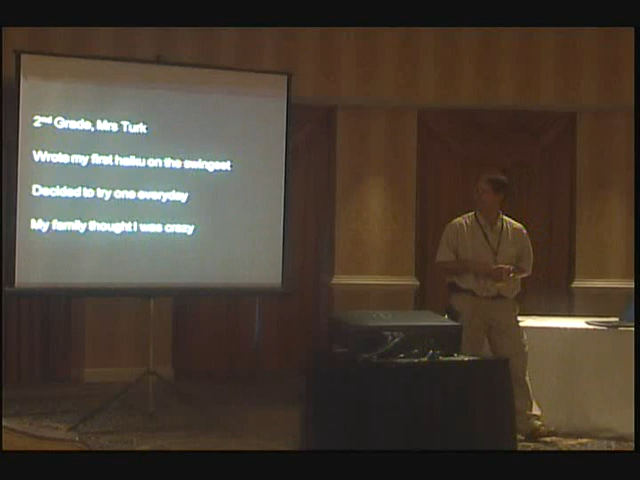 2nd Grade, Mrs Turk
Wrote my first haiku on the swingset
Decided to try one everyday
My family thought I was crazy